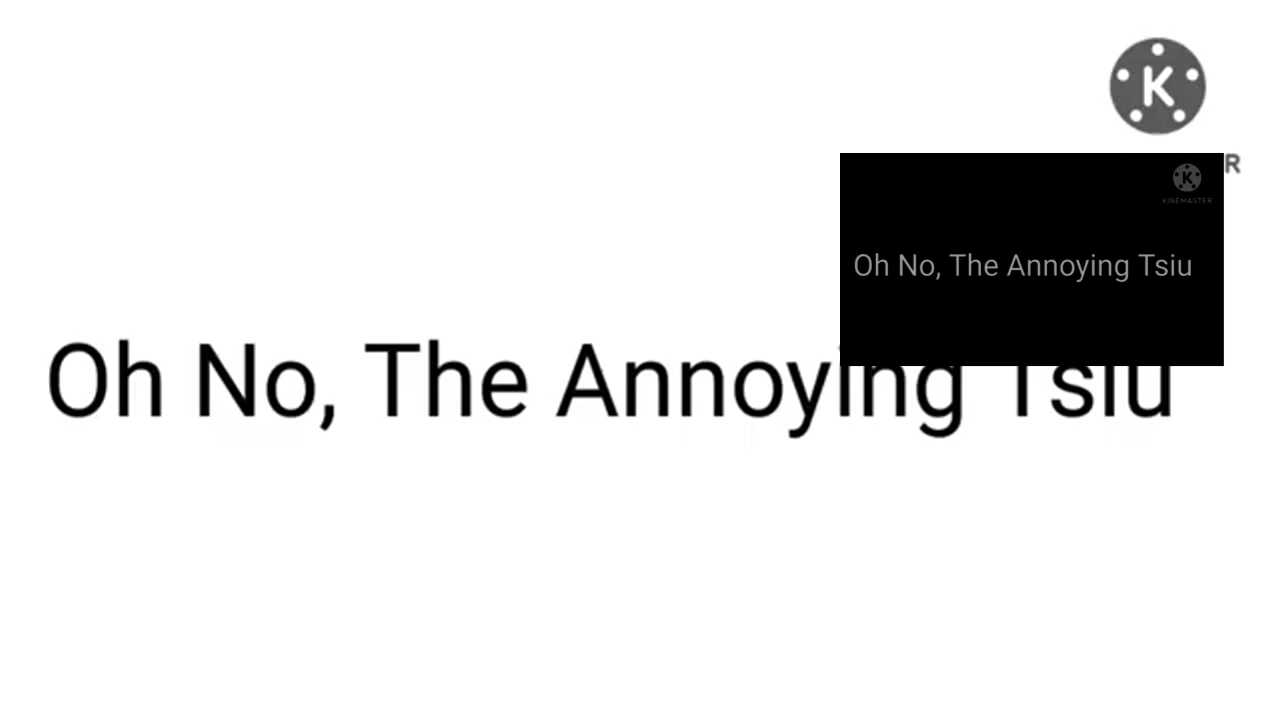 K
R
K
KINEMASTER
Oh No, The Annoying Tsiu
Oh No, The Annoying Tsiu